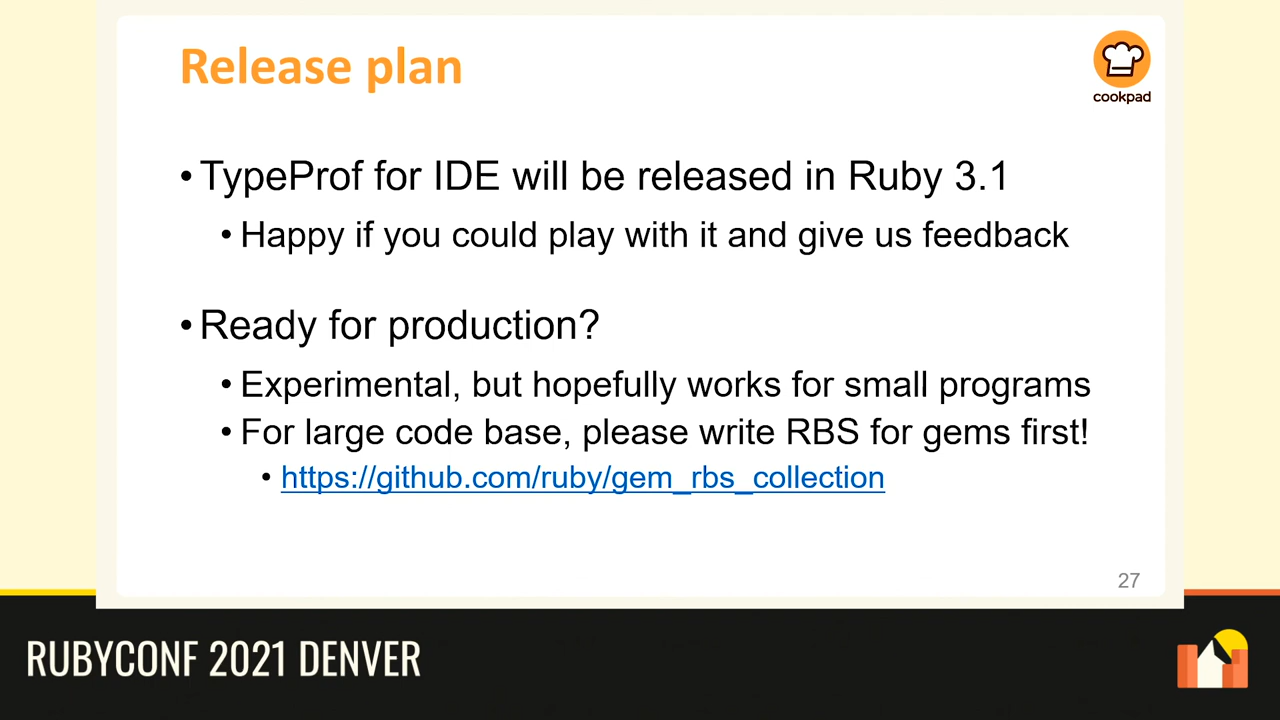 Release plan
cookpad
• TypeProf for IDE will be released in Ruby 3.1
• Happy if you could play with it and give us feedback
• Ready for production?
• Experimental, but hopefully works for small programs
• For large code base, please write RBS for gems first!
• https://github.com/ruby/gem_rbs_collection
27
RUBYCONF 2021 DENVER